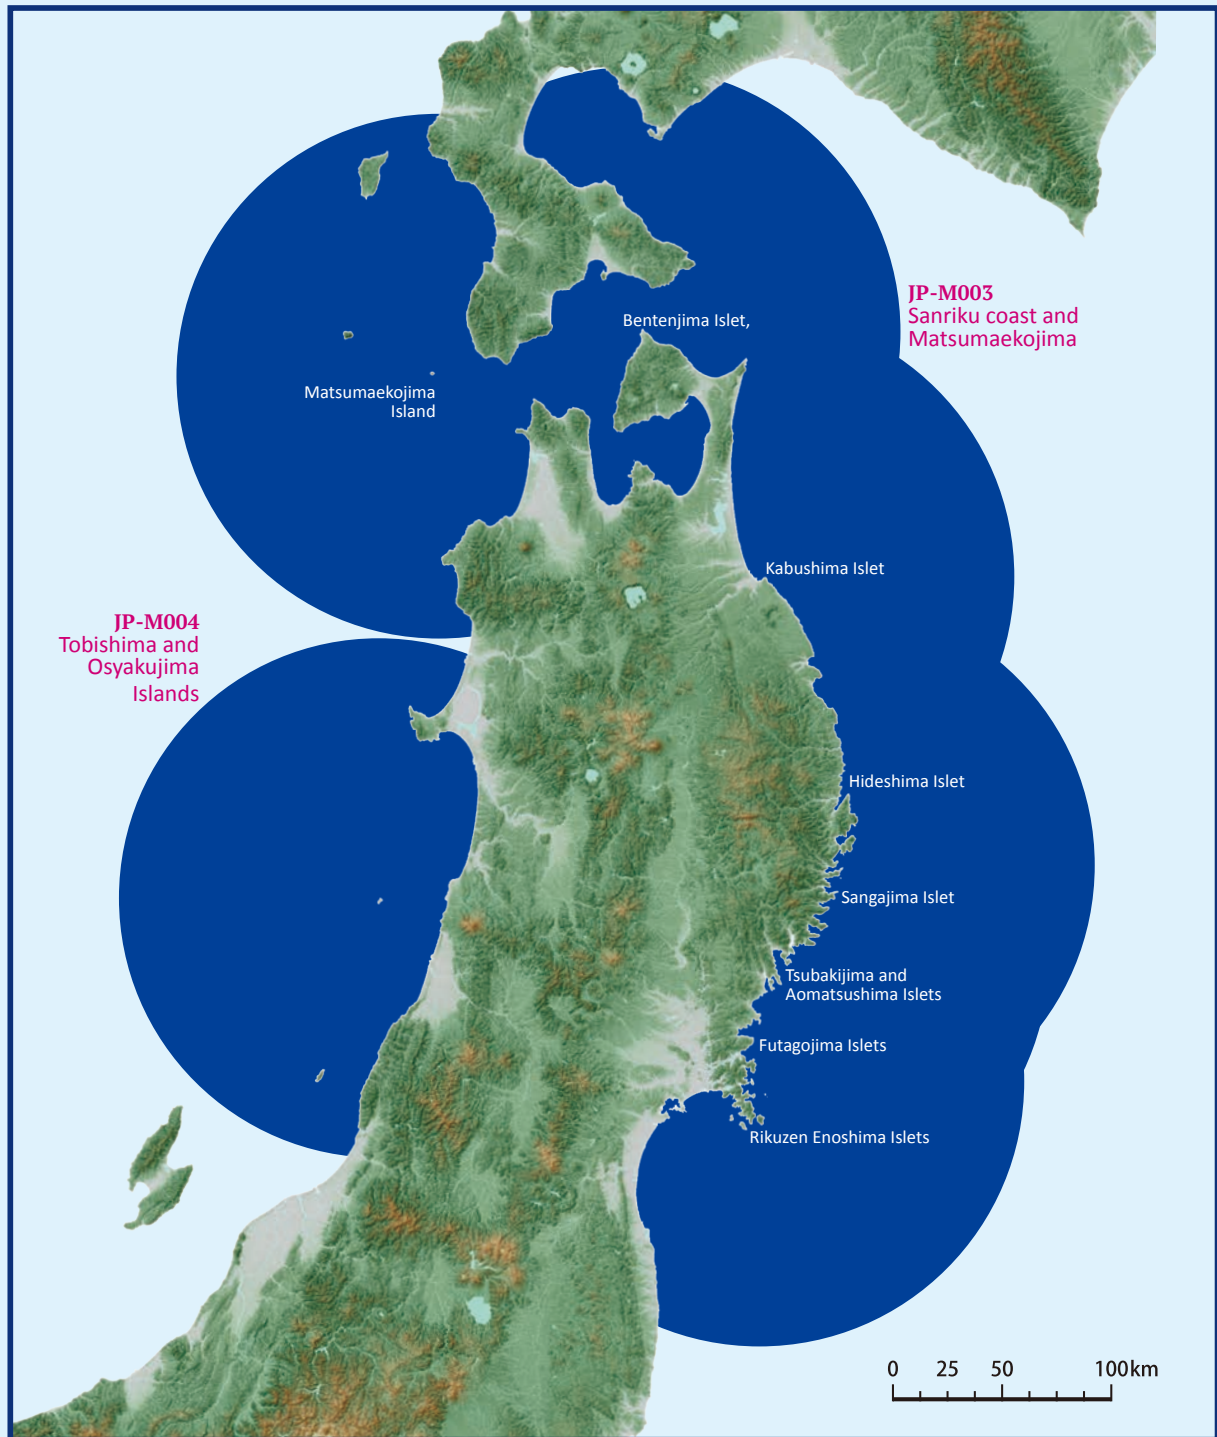 JP-M003
Sanriku coast and
Matsumaekojima
Bentenjima Islet,
Matsumaekojima
Island
Kabushima Islet
JP-M004
Tobishima and
Osyakujima
Islands
Hideshima Islet
Sangajima Islet
Tsubakijima and
Aomatsushima Islets
Futagojima Islets
Rikuzen Enoshima Islets
0 25 50 100km